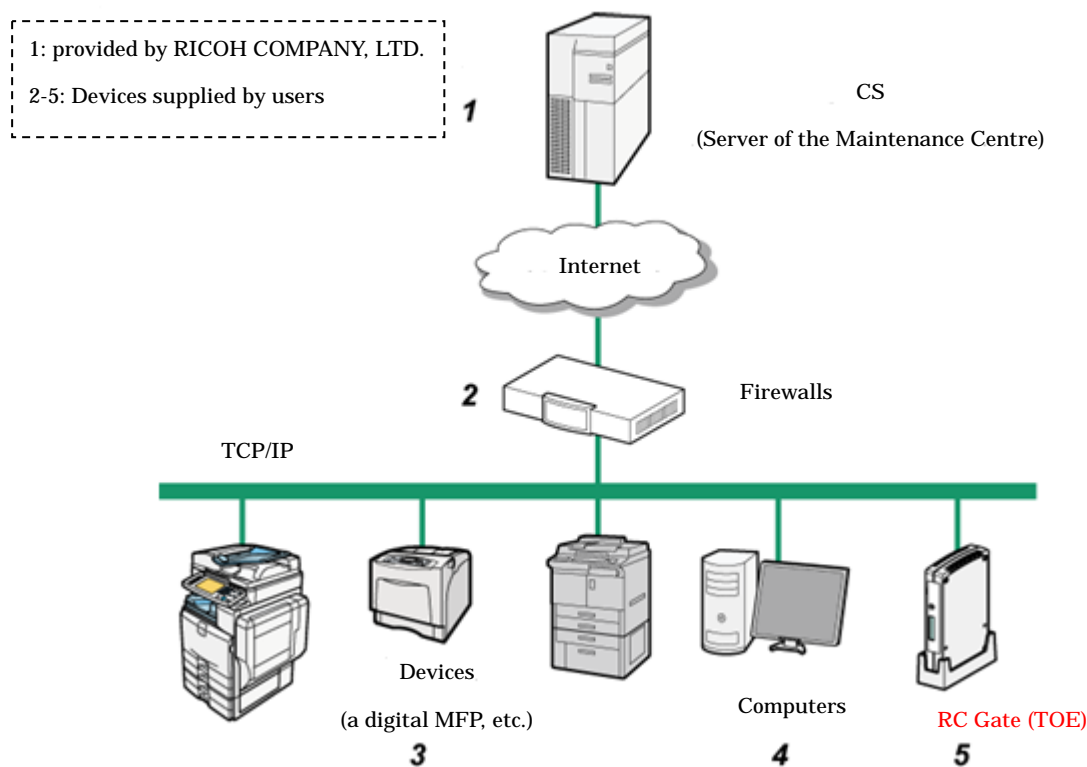 1: provided by RICOH COMPANY, LTD.
2-5: Devices supplied by users
1
CS
(Server of the Maintenance Centre)
Internet
2
Firewalls
TCP/IP
Devices
(a digital MFP, etc.)
3
Computers
4
RC Gate (TOE)
5